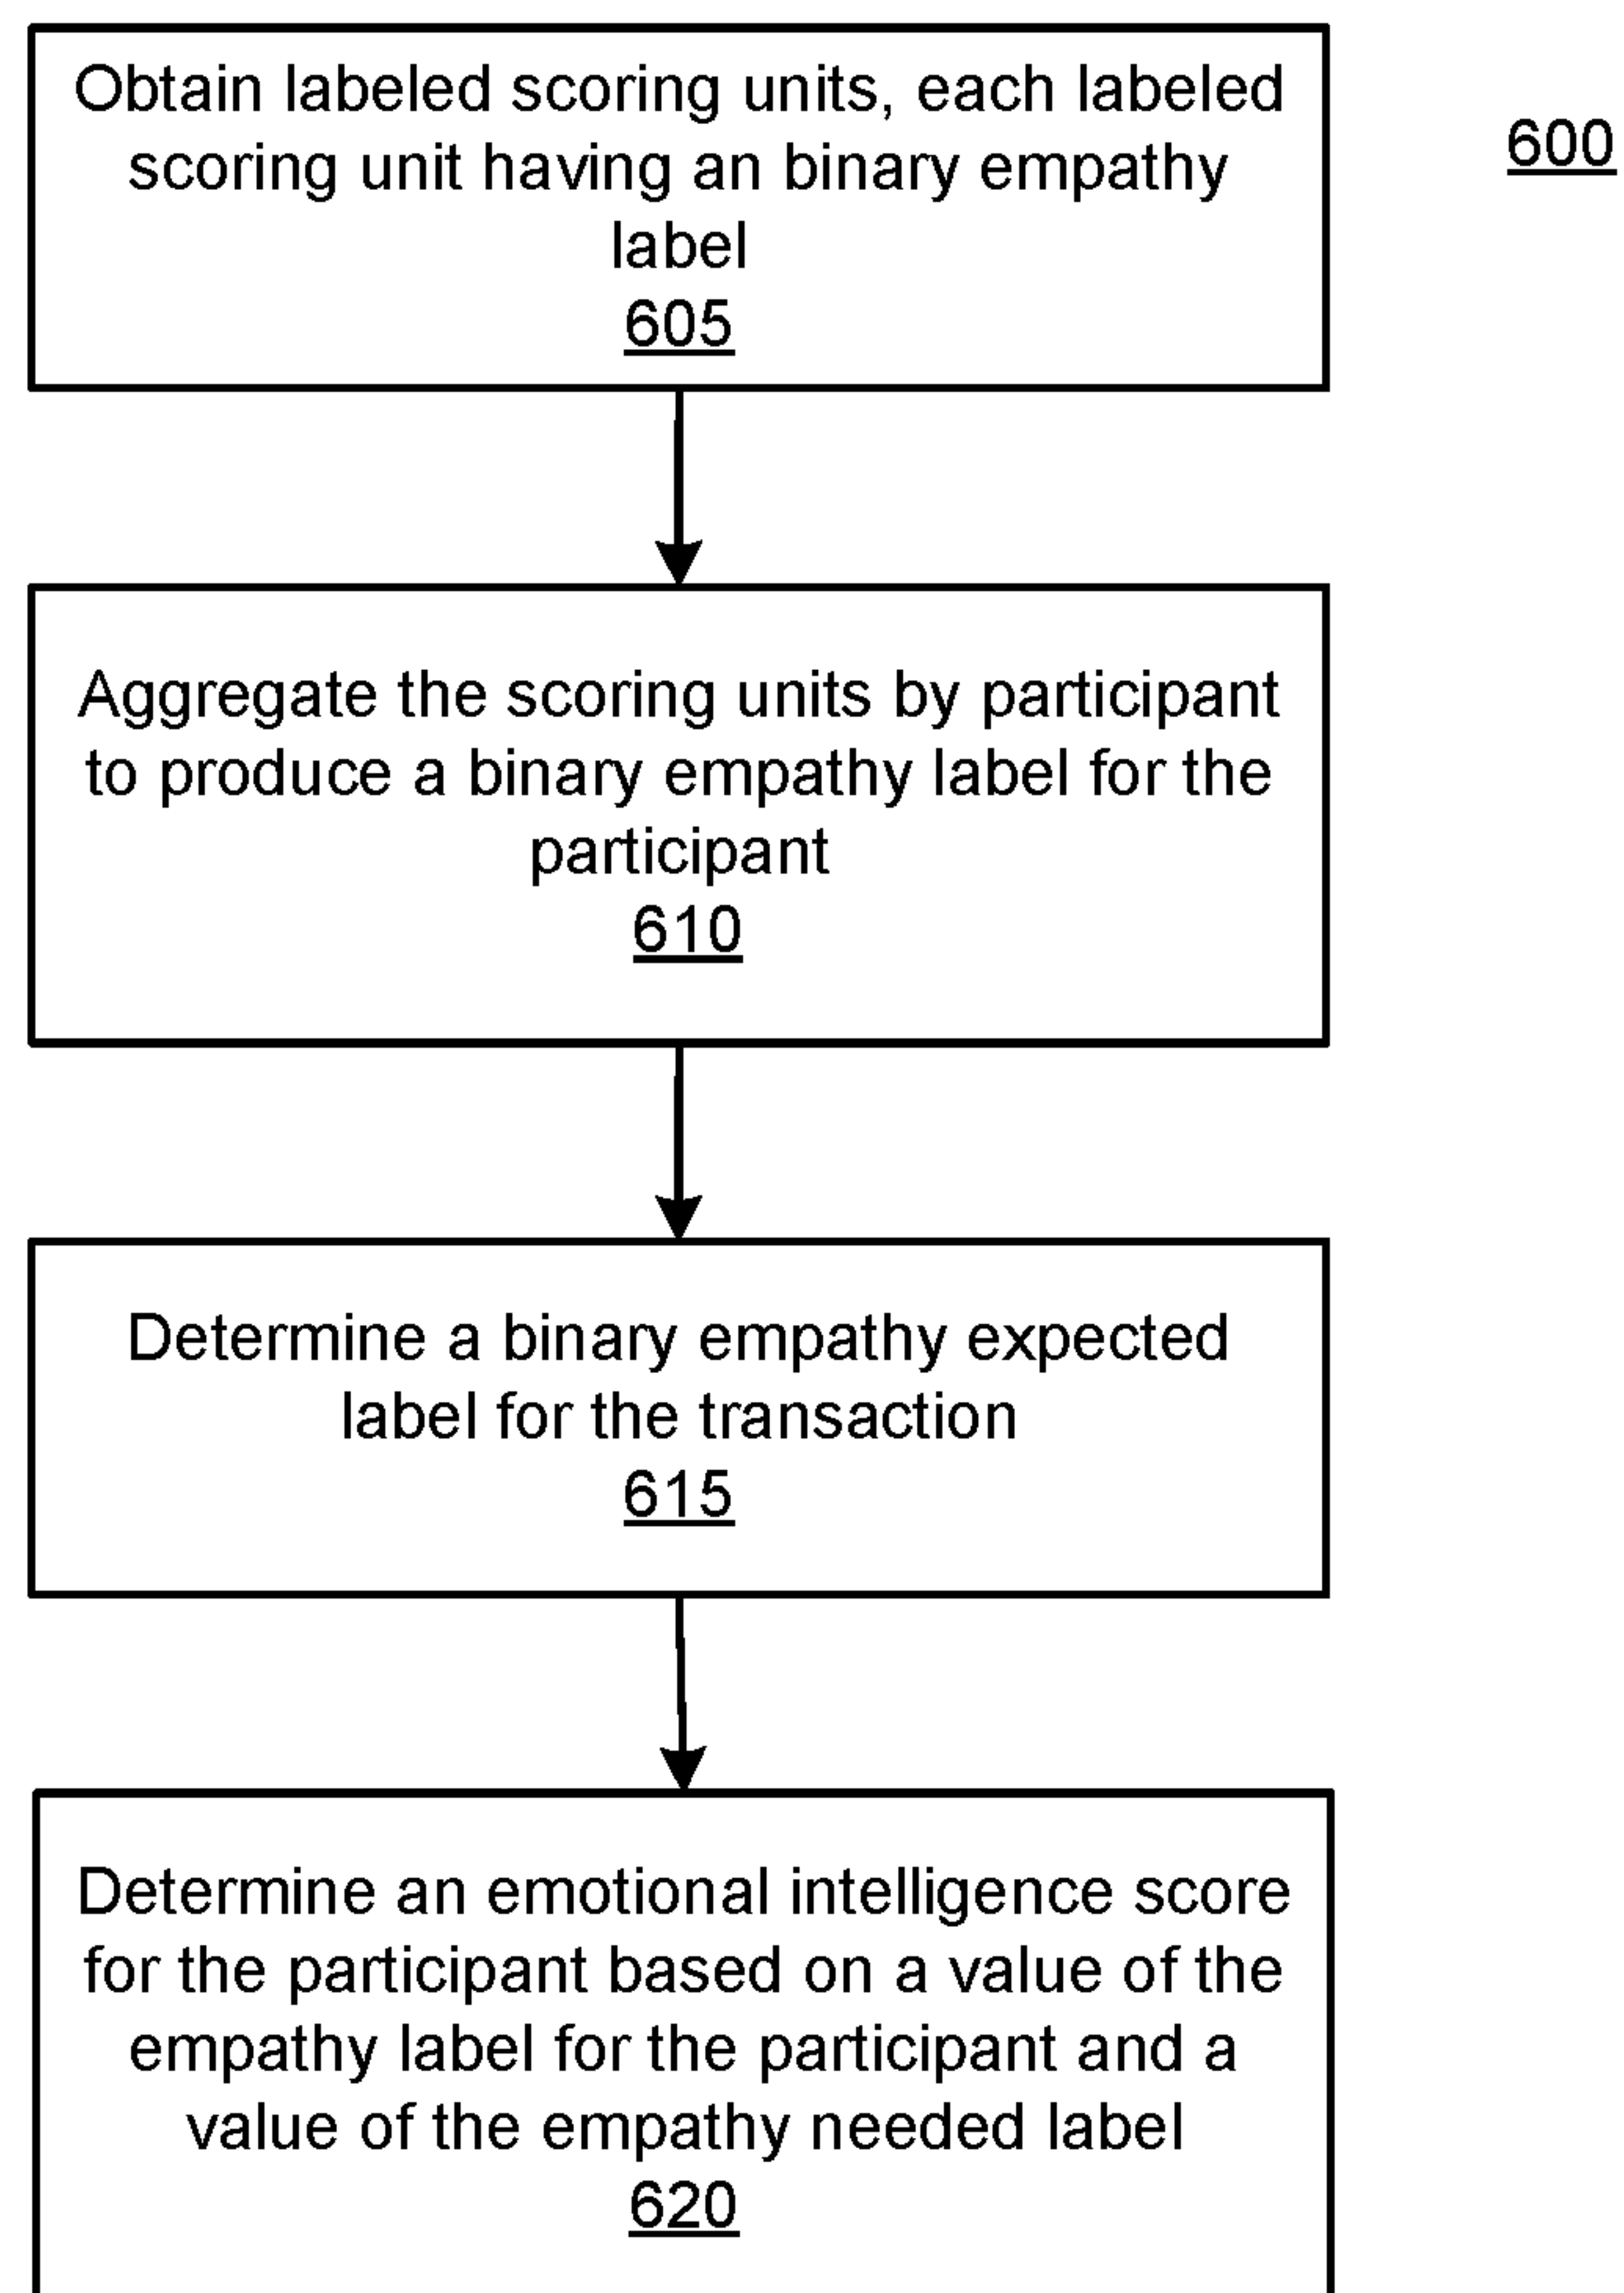 Obtain labeled scoring units, each labeled
scoring unit having an binary empathy
label
605
600
Aggregate the scoring units by participant
to produce a binary empathy label for the
participant
610
Determine a binary empathy expected
label for the transaction
615
Determine an emotional intelligence score
for the participant based on a value of the
empathy label for the participant and a
value of the empathy needed label
620